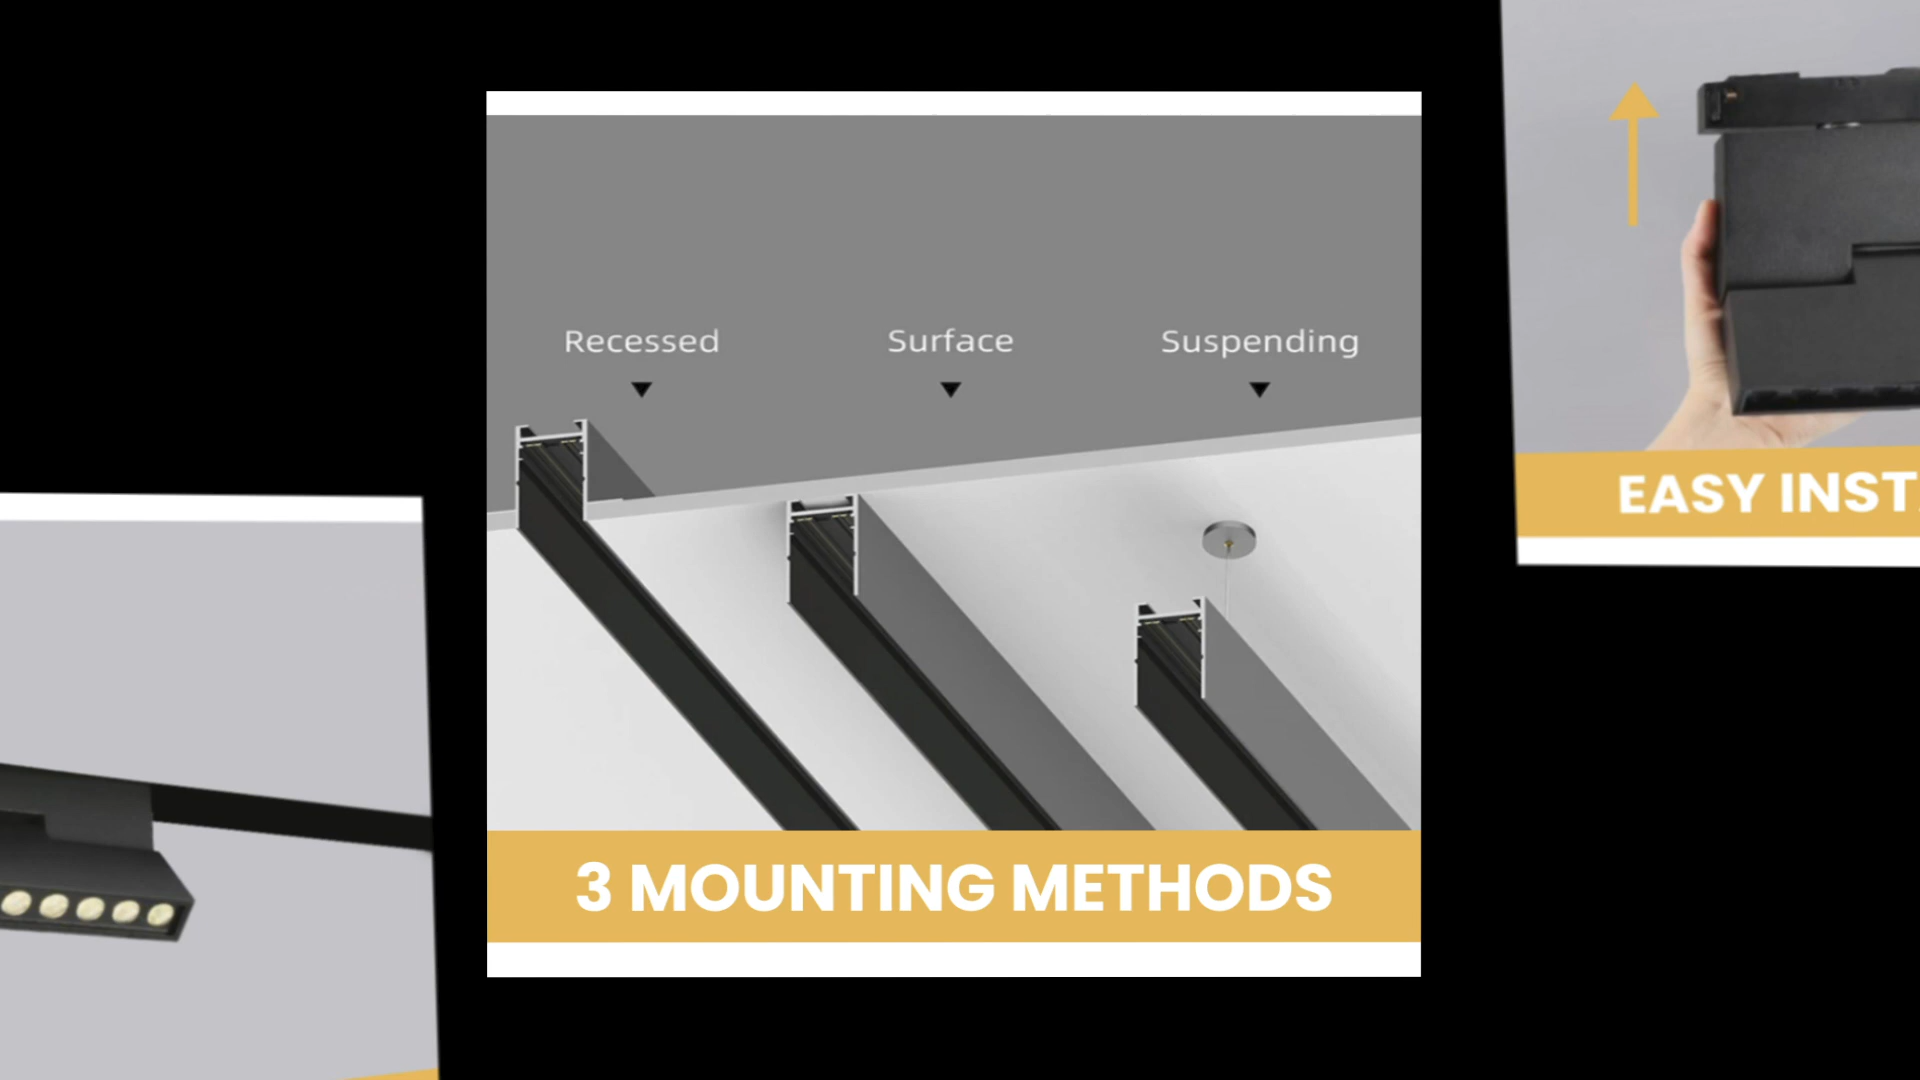 Recessed
Surface
Suspending
3 MOUNTING METHODS
EASY INST